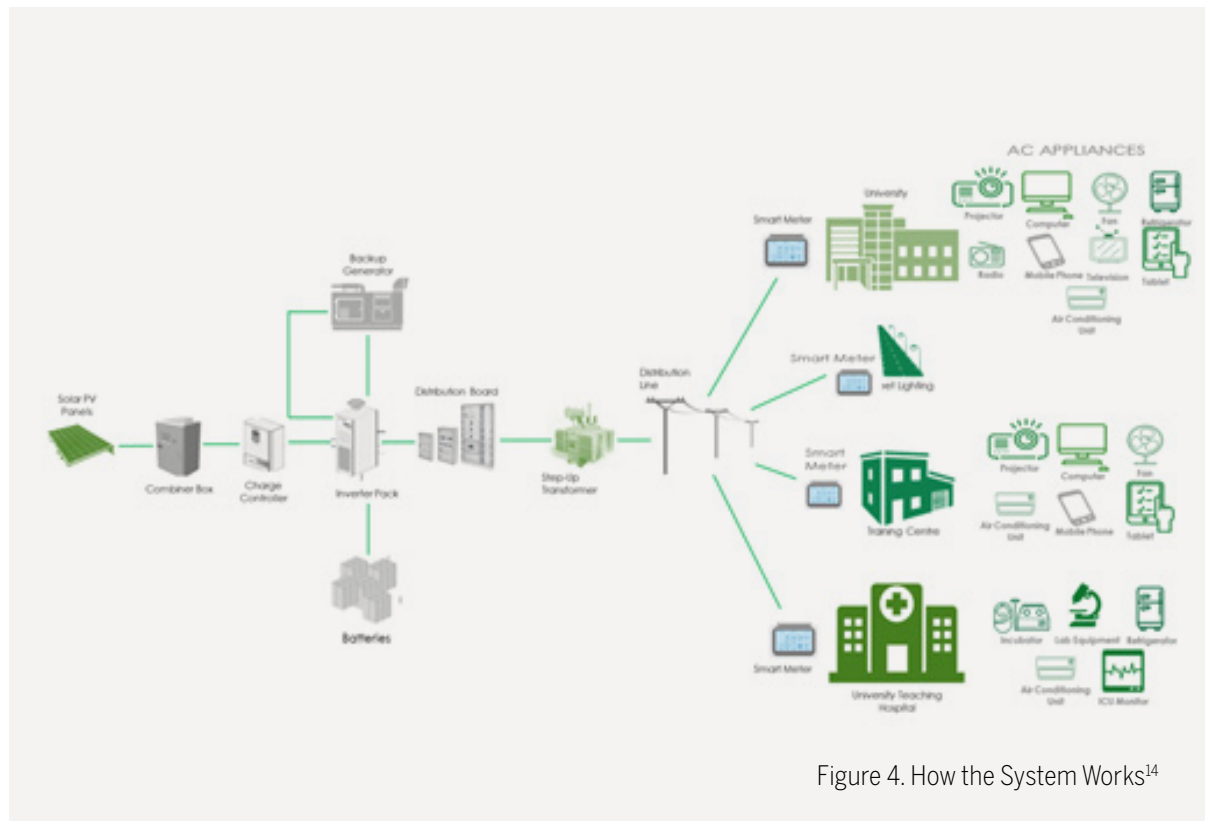 AC APPLIANCES
University
Smart Meter
Projector
Computer
Fan
Refrigerator
Radio
Mobile Phone
Television
Tablet
Air Conditioning
Unit
Backup
Generator
Smart Meter
eet Lighting
Distribution
Line
Solar PV
Panels
Distribution Board
Combiner Box
Charge
Controller
Inverter Pack
Step-Up
Transformer
Smart
Meter
Training Centre
Projector
Computer
Fan
Air Conditioning
Unit
Mobile Phone
Tablet
Batteries
Smart Meter
University Teaching
Hospital
Incubator
Lab Equipment
Refrigerator
Air Conditioning
Unit
ICU Monitor
Figure 4. How the System Works14